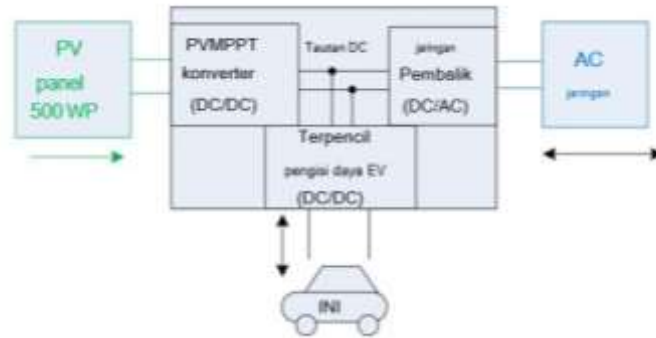 PV
panel
500 WP
PVMPPT
konverter
(DC/DC)
Tautan DC
jaringan
Pembalik
(DC/AC)
AC
jaringan
Terpencil
pengisi daya EV
(DC/DC)
INI